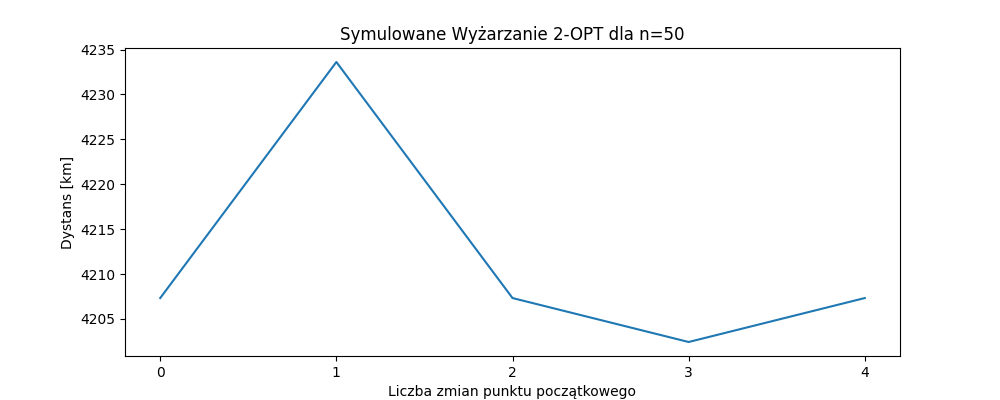 Symulowane Wyżarzanie 2-OPT dla n=50
4235
4230
4225
4220
4215
4210
4205
Dystans [km]
0 1 2 3 4
Liczba zmian punktu początkowego